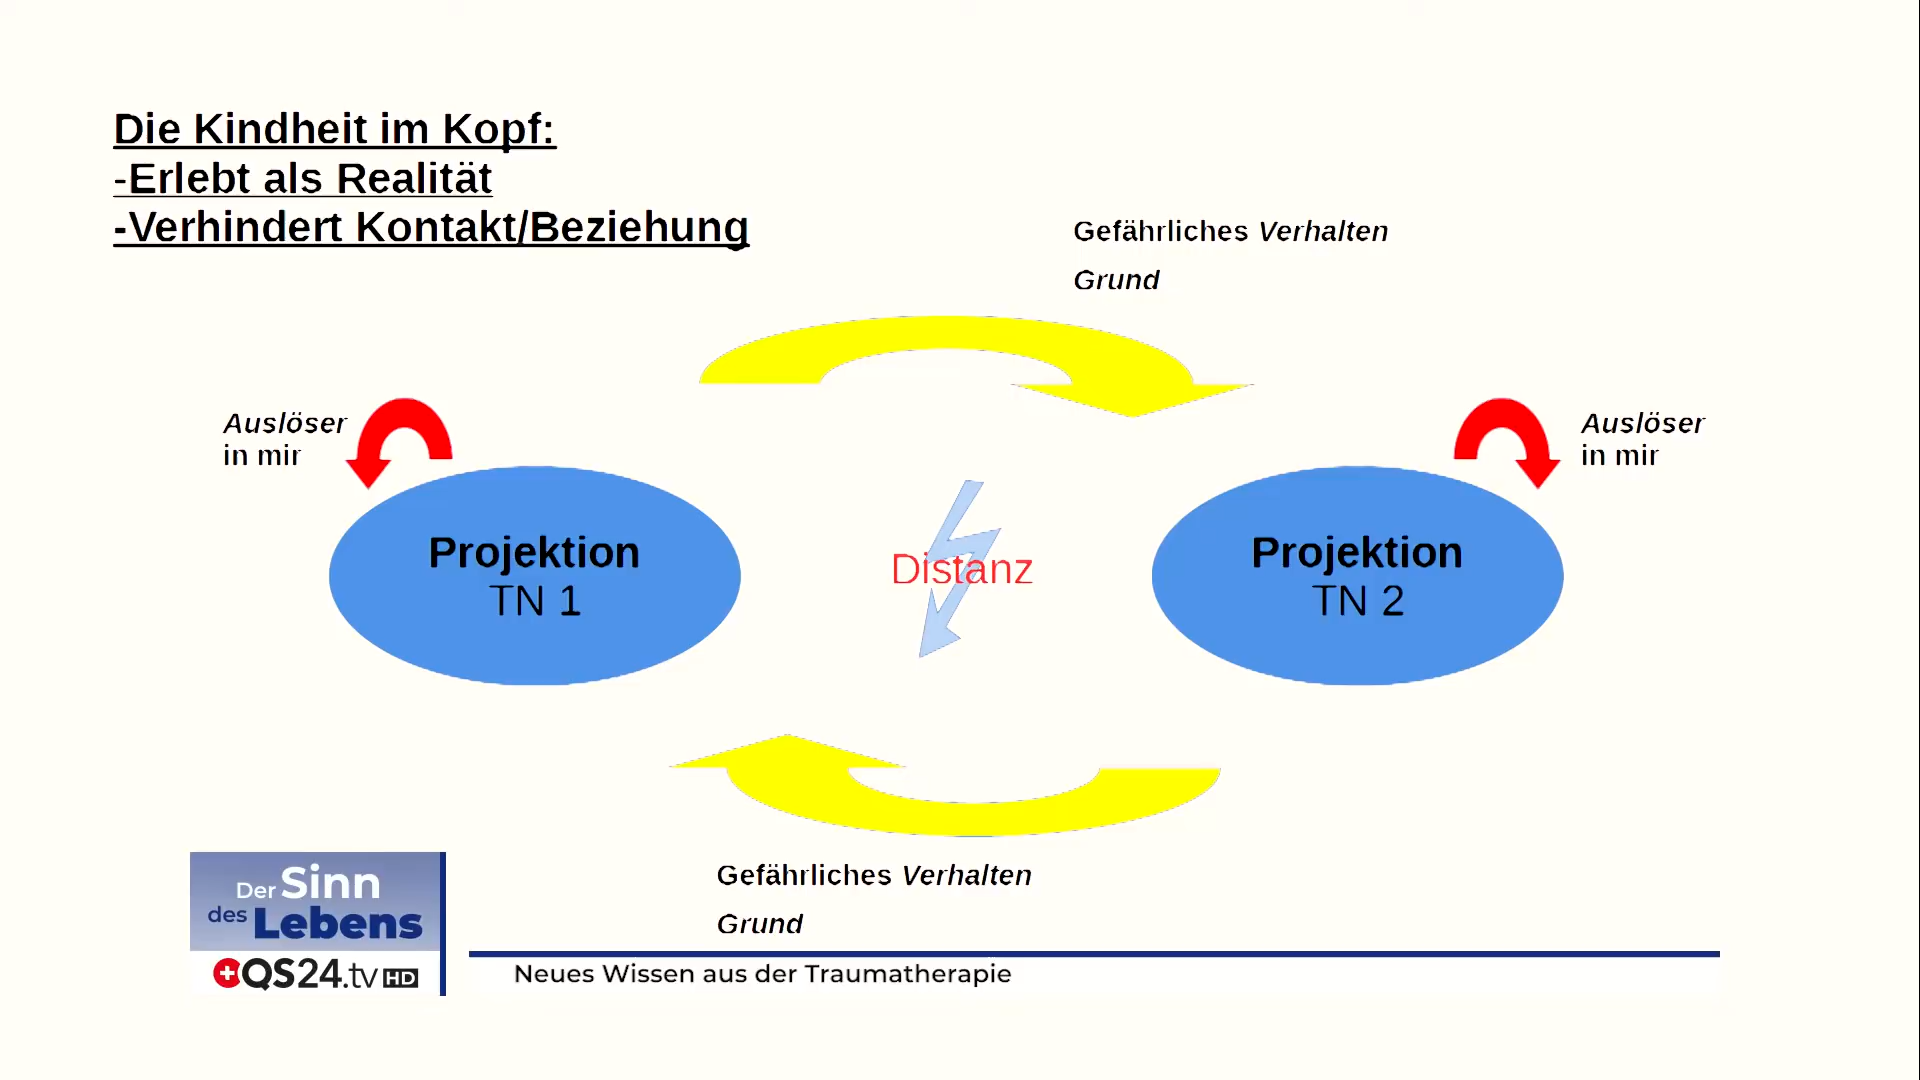 Die Kindheit im Kopf:
-Erlebt als Realität
-Verhindert Kontakt/Beziehung
Gefährliches Verhalten
Grund
Auslöser
in mir
Auslöser
in mir
Projektion
TN 1
Distanz
Projektion
TN 2
Gefährliches Verhalten
Grund
Der Sinn
des Lebens
QS24.tv HD
Neues Wissen aus der Traumatherapie